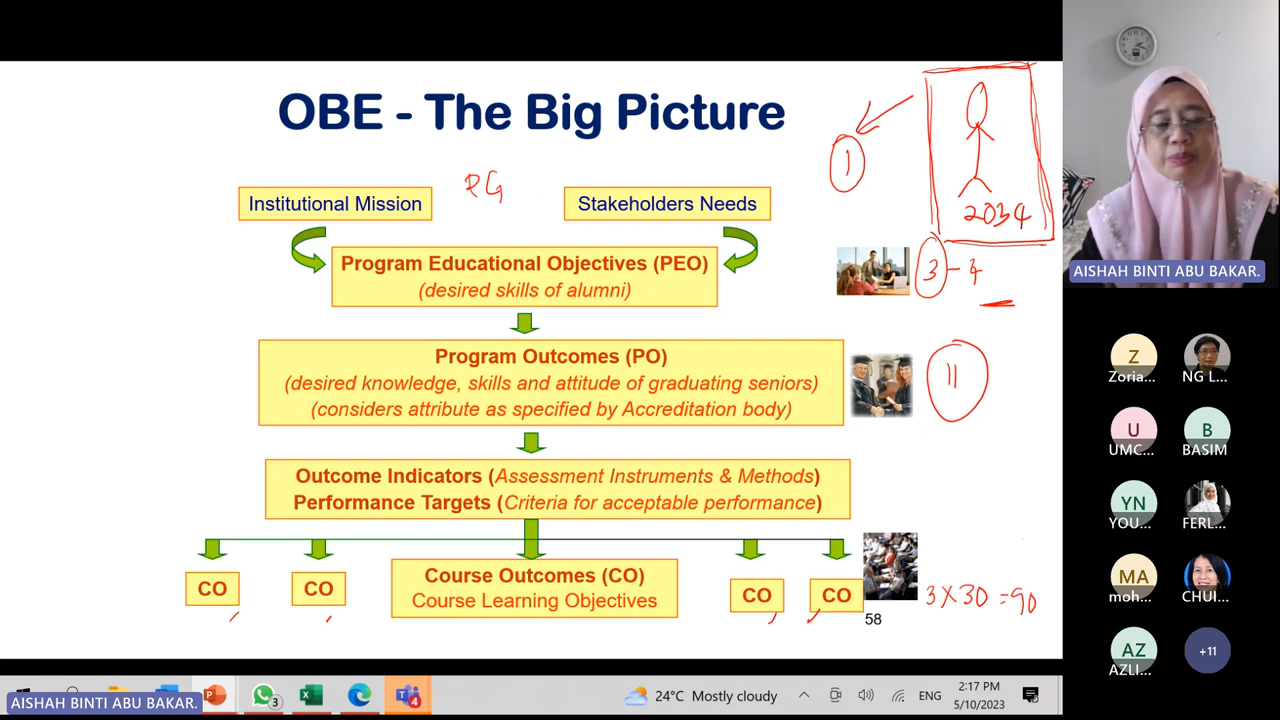 OBE - The Big Picture
PG
Institutional Mission
Stakeholders Needs
1
2034
Program Educational Objectives (PEO)
(desired skills of alumni)
3 - 4
Program Outcomes (PO)
(desired knowledge, skills and attitude of graduating seniors)
(considers attribute as specified by Accreditation body)
11
Outcome Indicators (Assessment Instruments & Methods)
Performance Targets (Criteria for acceptable performance)
CO
CO
Course Outcomes (CO)
Course Learning Objectives
CO
CO
58
3 X 30 = 90
AISHAH BINTI ABU BAKAR.
Z
Zoria...
NG L...
U
UMC...
B
BASIM
YN
YOU...
FERL...
MA
moh...
CHUI...
AZ
AZLI...
+11
AISHAH BINTI ABU BAKAR.
3
4
24°C Mostly cloudy
ENG
2:17 PM
5/10/2023